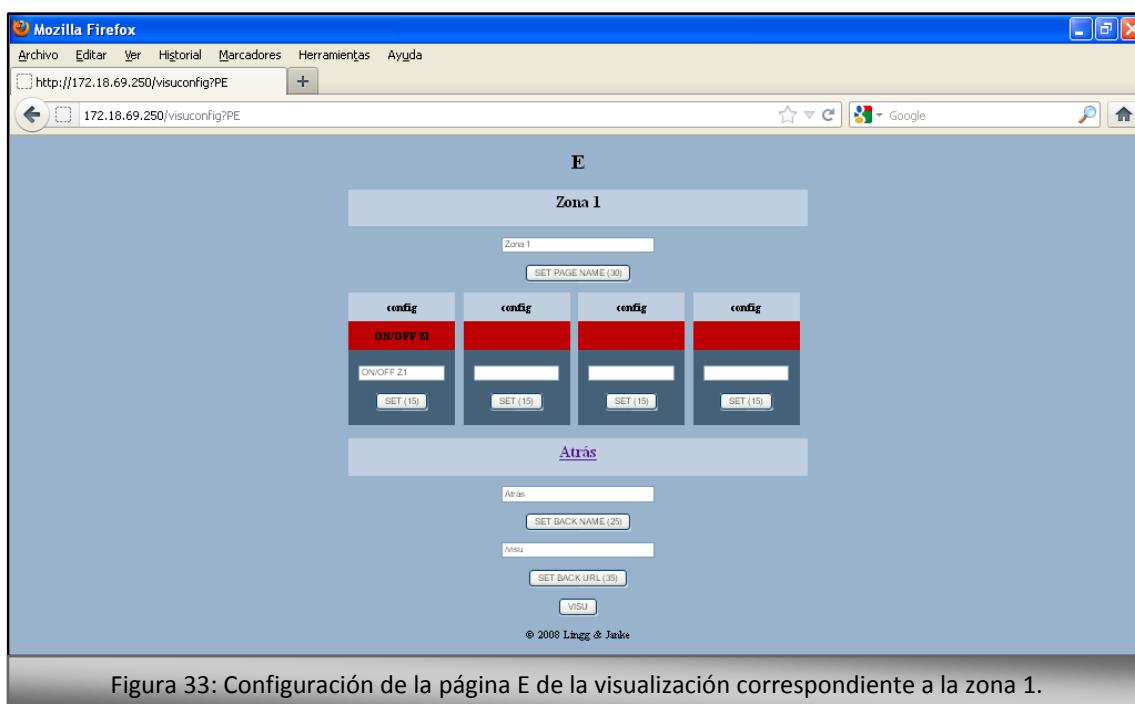 Mozilla Firefox
Archivo Editar Ver Historial Marcadores Herramientas Ayuda
http://172.18.69.250/visuconfig?PE +
172.18.69.250/visuconfig?PE Google
E
Zona 1
Zona 1
SET PAGE NAME (30)
config config config config
ON/OFF Z1
ON/OFF Z1
SET (15) SET (15) SET (15) SET (15)
Atrás
Atrás
SET BACK NAME (25)
/visu
SET BACK URL (35)
VISU
© 2008 Lingg & Janke
Figura 33: Configuración de la página E de la visualización correspondiente a la zona 1.